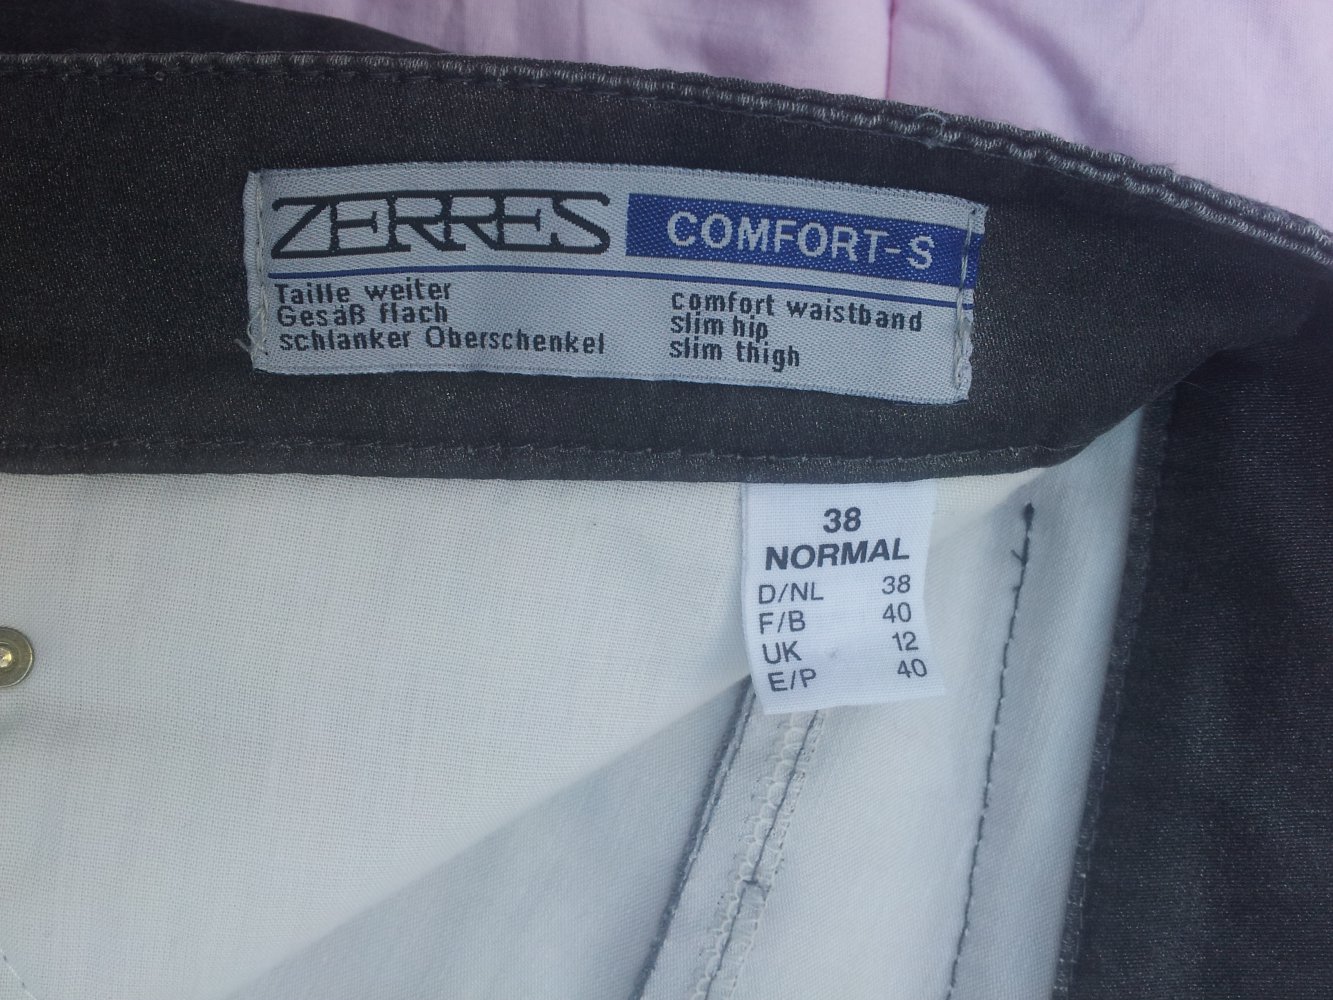 ZERRES COMFORT-S
Taille weiter
Gesäß flach
schlanker Oberschenkel
comfort waistband
slim hip
slim thigh
38
NORMAL
D/NL 38
F/B 40
UK 12
E/P 40